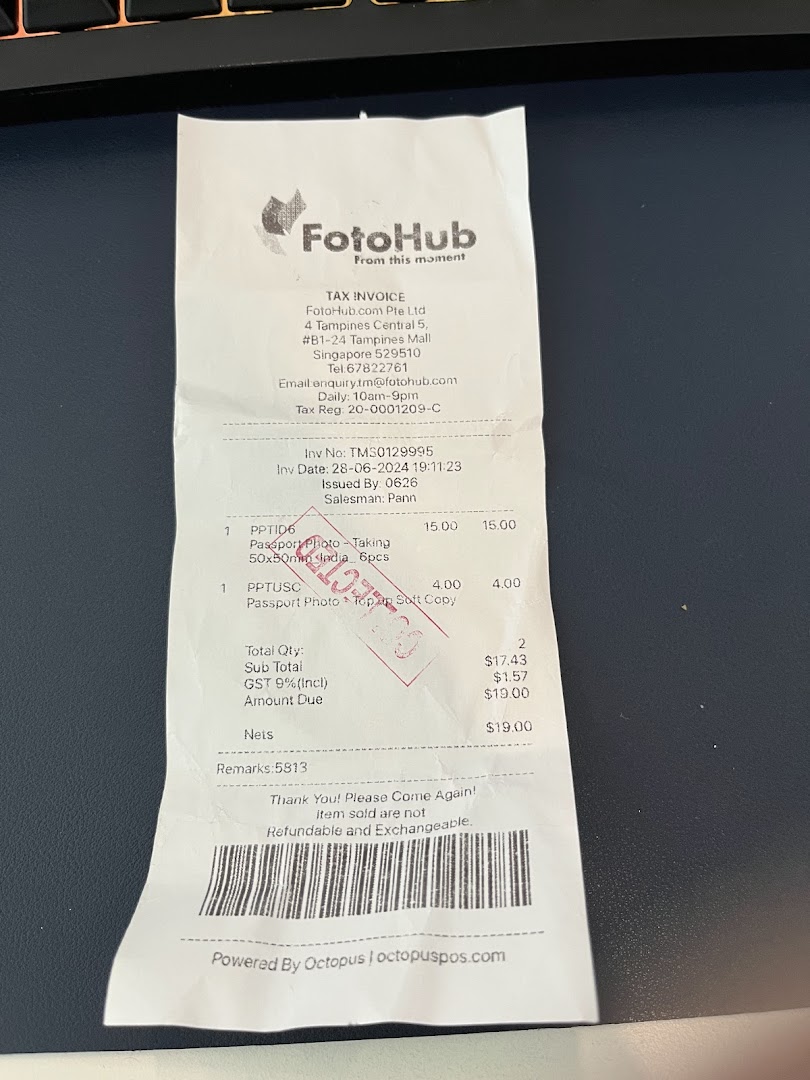 FotoHub
From this moment
TAX INVOICE
FotoHub.com Pte Ltd
4 Tampines Central 5,
#B1-24 Tampines Mall
Singapore 529510
Tel.67822761
Email.enquiry.tm@fotohub.com
Daily: 10am-9pm
Tax Reg: 20-0001209-C
Inv No: TMS0129995
Inv Date: 28-06-2024 19:11:23
Issued By: 0626
Salesman: Pann
1 PPTID6 15.00 15.00
Passport Photo - Taking
50x50mm_India_ 6pcs
COLLECTED
1 PPTUSC 4.00 4.00
Passport Photo - Top up Soft Copy
Total Qty: 2
Sub Total $17.43
GST 9%(Incl) $1.57
Amount Due $19.00
Nets $19.00
Remarks:5813
Thank You! Please Come Again!
Item sold are not
Refundable and Exchangeable.
Powered By Octopus | octopuspos.com